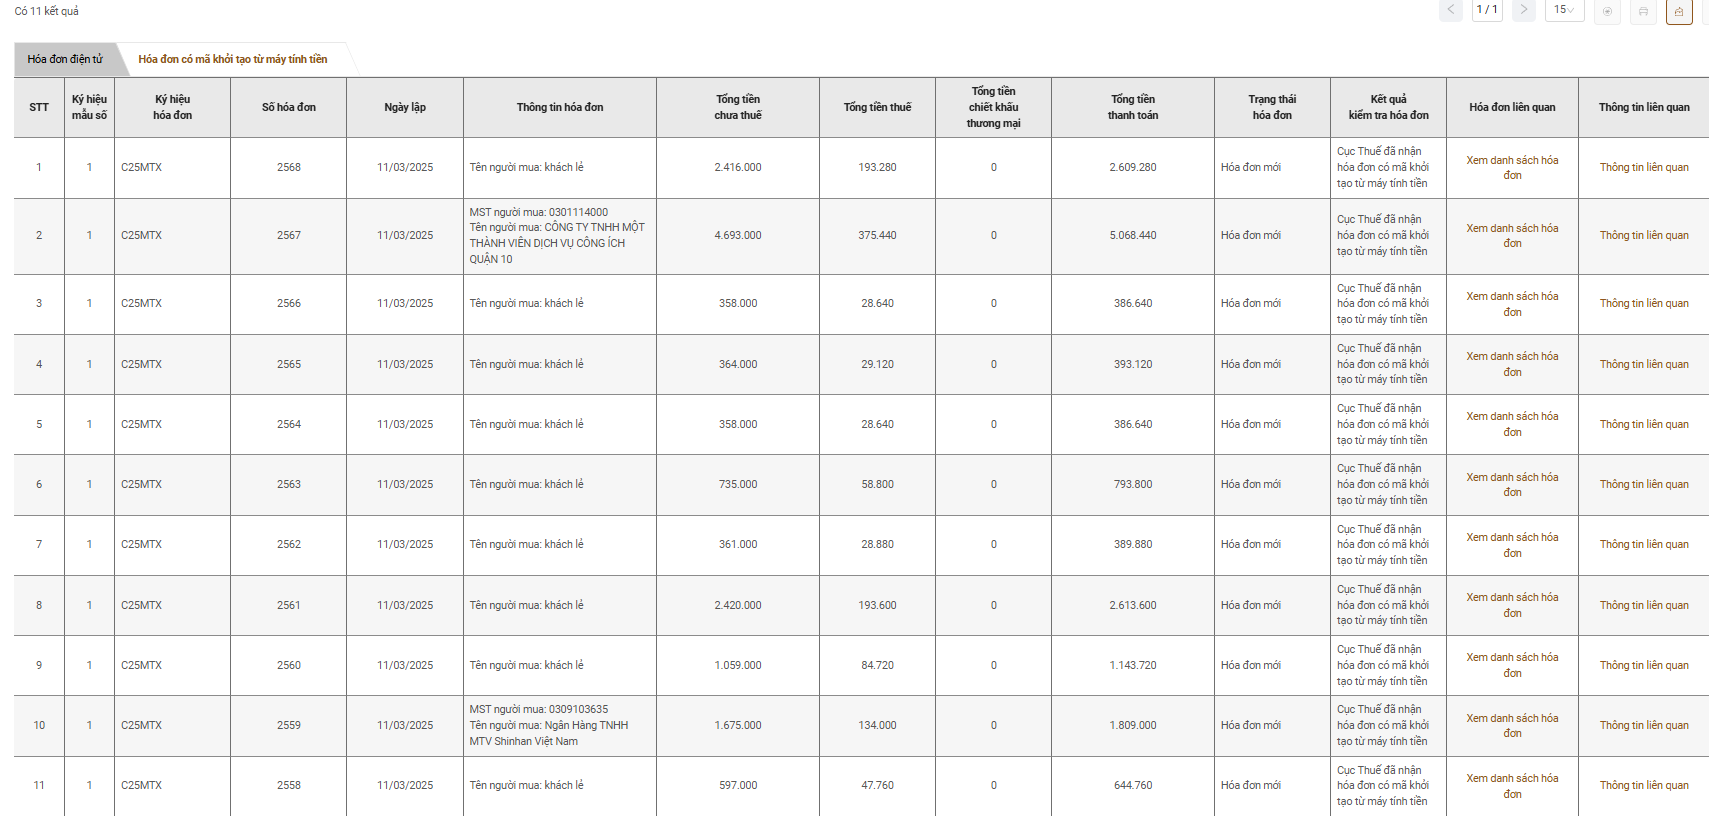 Có 11 kết quả
1 / 1
15
Hóa đơn điện tử
Hóa đơn có mã khởi tạo từ máy tính tiền
STT
Ký hiệu
mẫu số
Ký hiệu
hóa đơn
Số hóa đơn
Ngày lập
Thông tin hóa đơn
Tổng tiền
chưa thuế
Tổng tiền thuế
Tổng tiền
chiết khấu
thương mại
Tổng tiền
thanh toán
Trạng thái
hóa đơn
Kết quả
kiểm tra hóa đơn
Hóa đơn liên quan
Thông tin liên quan
1
1
C25MTX
2568
11/03/2025
Tên người mua: khách lẻ
2.416.000
193.280
0
2.609.280
Hóa đơn mới
Cục Thuế đã nhận
hóa đơn có mã khởi
tạo từ máy tính tiền
Xem danh sách hóa
đơn
Thông tin liên quan
2
1
C25MTX
2567
11/03/2025
MST người mua: 0301114000
Tên người mua: CÔNG TY TNHH MỘT
THÀNH VIÊN DỊCH VỤ CÔNG ÍCH
QUẬN 10
4.693.000
375.440
0
5.068.440
Hóa đơn mới
Cục Thuế đã nhận
hóa đơn có mã khởi
tạo từ máy tính tiền
Xem danh sách hóa
đơn
Thông tin liên quan
3
1
C25MTX
2566
11/03/2025
Tên người mua: khách lẻ
358.000
28.640
0
386.640
Hóa đơn mới
Cục Thuế đã nhận
hóa đơn có mã khởi
tạo từ máy tính tiền
Xem danh sách hóa
đơn
Thông tin liên quan
4
1
C25MTX
2565
11/03/2025
Tên người mua: khách lẻ
364.000
29.120
0
393.120
Hóa đơn mới
Cục Thuế đã nhận
hóa đơn có mã khởi
tạo từ máy tính tiền
Xem danh sách hóa
đơn
Thông tin liên quan
5
1
C25MTX
2564
11/03/2025
Tên người mua: khách lẻ
358.000
28.640
0
386.640
Hóa đơn mới
Cục Thuế đã nhận
hóa đơn có mã khởi
tạo từ máy tính tiền
Xem danh sách hóa
đơn
Thông tin liên quan
6
1
C25MTX
2563
11/03/2025
Tên người mua: khách lẻ
735.000
58.800
0
793.800
Hóa đơn mới
Cục Thuế đã nhận
hóa đơn có mã khởi
tạo từ máy tính tiền
Xem danh sách hóa
đơn
Thông tin liên quan
7
1
C25MTX
2562
11/03/2025
Tên người mua: khách lẻ
361.000
28.880
0
389.880
Hóa đơn mới
Cục Thuế đã nhận
hóa đơn có mã khởi
tạo từ máy tính tiền
Xem danh sách hóa
đơn
Thông tin liên quan
8
1
C25MTX
2561
11/03/2025
Tên người mua: khách lẻ
2.420.000
193.600
0
2.613.600
Hóa đơn mới
Cục Thuế đã nhận
hóa đơn có mã khởi
tạo từ máy tính tiền
Xem danh sách hóa
đơn
Thông tin liên quan
9
1
C25MTX
2560
11/03/2025
Tên người mua: khách lẻ
1.059.000
84.720
0
1.143.720
Hóa đơn mới
Cục Thuế đã nhận
hóa đơn có mã khởi
tạo từ máy tính tiền
Xem danh sách hóa
đơn
Thông tin liên quan
10
1
C25MTX
2559
11/03/2025
MST người mua: 0309103635
Tên người mua: Ngân Hàng TNHH
MTV Shinhan Việt Nam
1.675.000
134.000
0
1.809.000
Hóa đơn mới
Cục Thuế đã nhận
hóa đơn có mã khởi
tạo từ máy tính tiền
Xem danh sách hóa
đơn
Thông tin liên quan
11
1
C25MTX
2558
11/03/2025
Tên người mua: khách lẻ
597.000
47.760
0
644.760
Hóa đơn mới
Cục Thuế đã nhận
hóa đơn có mã khởi
tạo từ máy tính tiền
Xem danh sách hóa
đơn
Thông tin liên quan